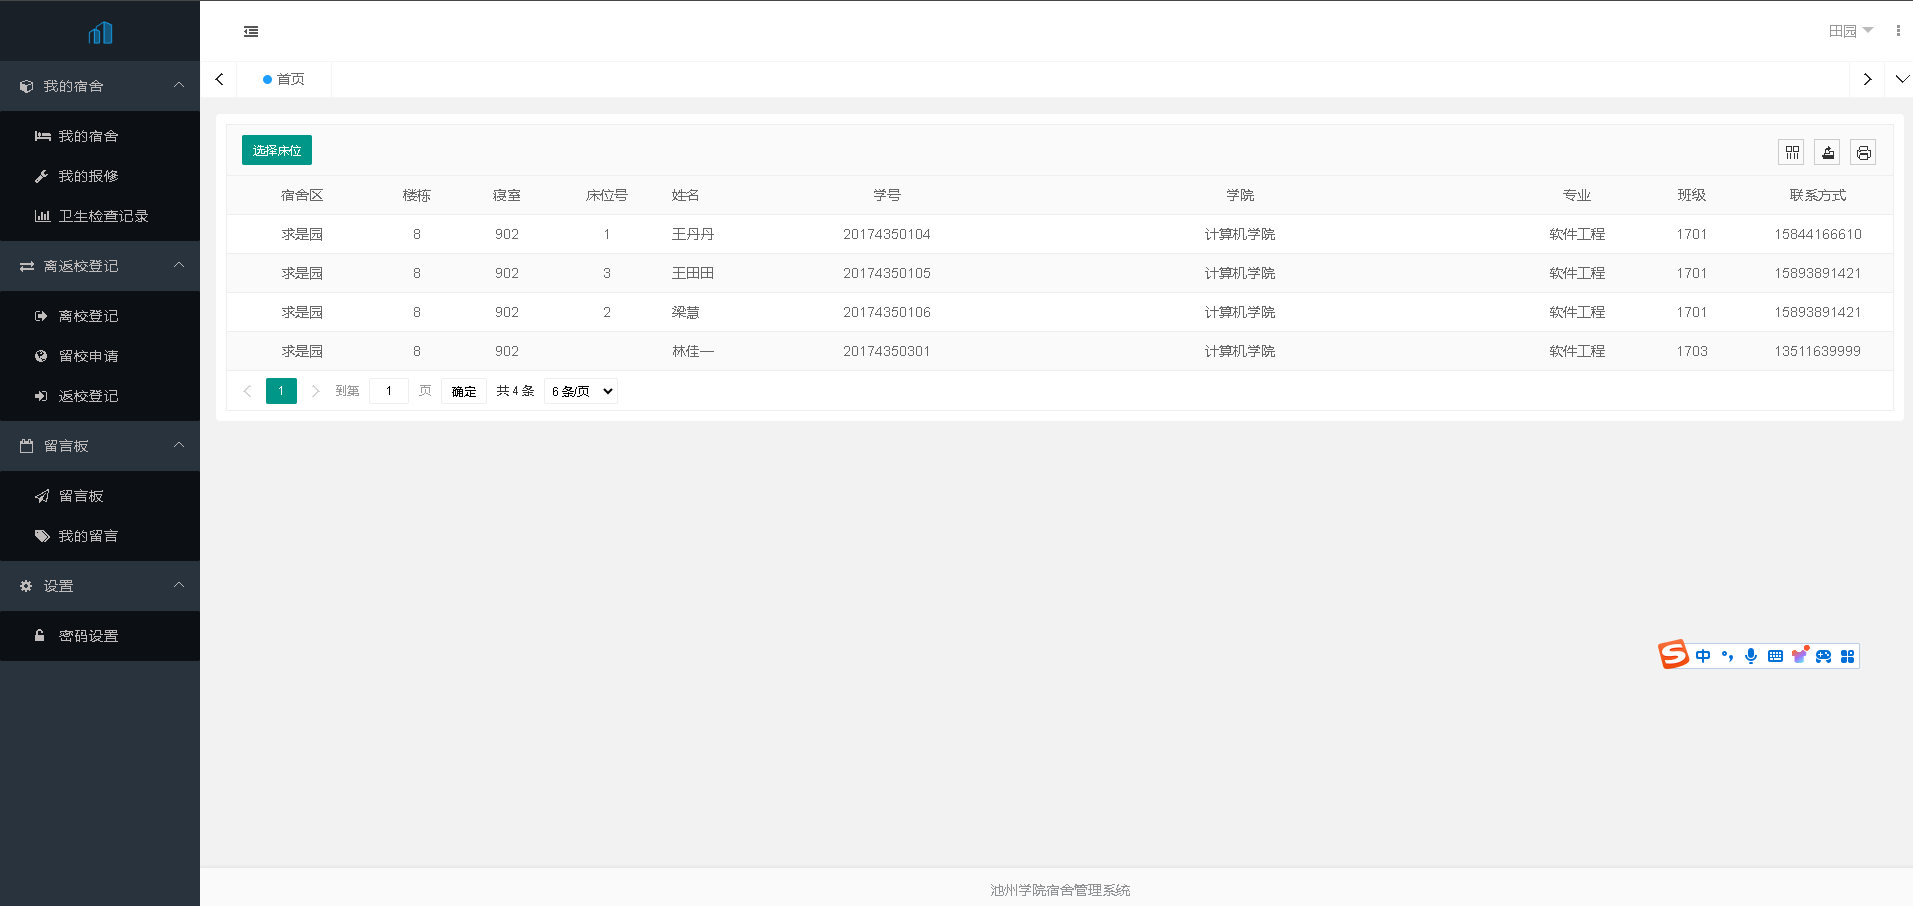 田园
首页
我的宿舍
我的宿舍
我的报修
卫生检查记录
离返校登记
离校登记
留校申请
返校登记
留言板
留言板
我的留言
设置
密码设置
选择床位
宿舍区 楼栋 寝室 床位号 姓名 学号 学院 专业 班级 联系方式
求是园 8 902 1 王丹丹 20174350104 计算机学院 软件工程 1701 15844166610
求是园 8 902 3 王田田 20174350105 计算机学院 软件工程 1701 15893891421
求是园 8 902 2 梁慧 20174350106 计算机学院 软件工程 1701 15893891421
求是园 8 902 林佳一 20174350301 计算机学院 软件工程 1703 13511639999
1 到第 1 页 确定 共 4 条 6 条/页
中
池州学院宿舍管理系统